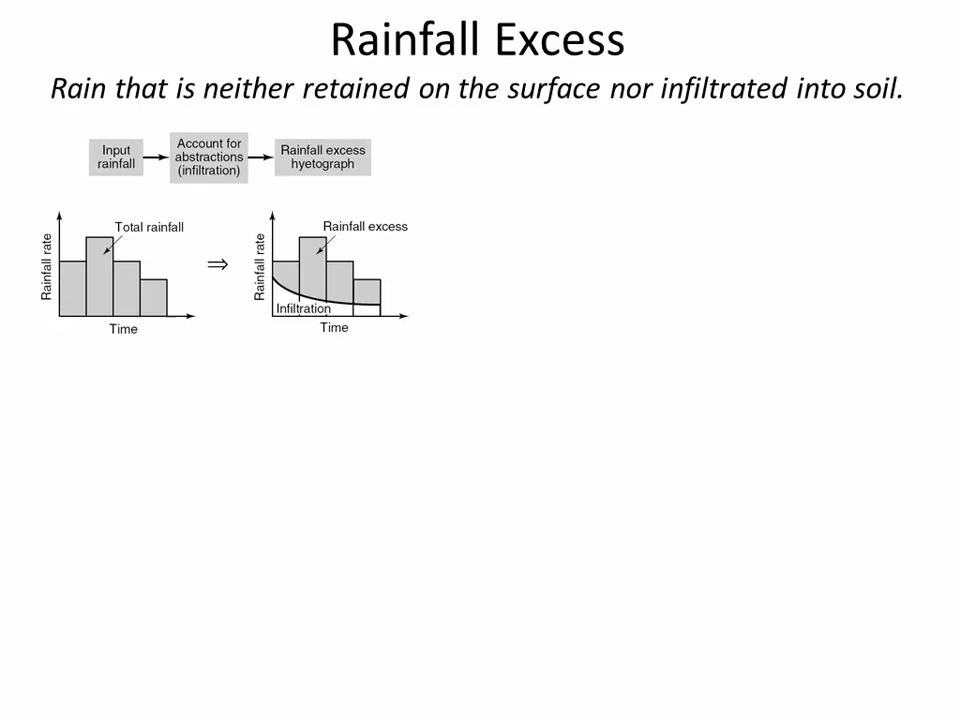 Rainfall Excess
Rain that is neither retained on the surface nor infiltrated into soil.
Input
rainfall
Account for
abstractions
(infiltration)
Rainfall excess
hyetograph
Rainfall rate
Total rainfall
Time
⇒
Rainfall rate
Rainfall excess
Infiltration
Time